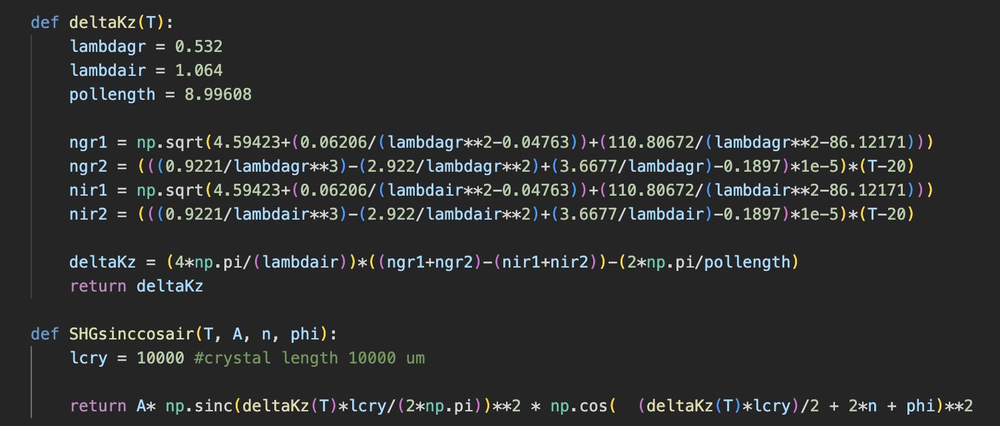 def deltaKz(T):
    lambdagr = 0.532
    lambdair = 1.064
    pollength = 8.99608

    ngr1 = np.sqrt(4.59423+(0.06206/(lambdagr**2-0.04763))+(110.80672/(lambdagr**2-86.12171)))
    ngr2 = (((0.9221/lambdagr**3)-(2.922/lambdagr**2)+(3.6677/lambdagr)-0.1897)*1e-5)*(T-20)
    nir1 = np.sqrt(4.59423+(0.06206/(lambdair**2-0.04763))+(110.80672/(lambdair**2-86.12171)))
    nir2 = (((0.9221/lambdair**3)-(2.922/lambdair**2)+(3.6677/lambdair)-0.1897)*1e-5)*(T-20)

    deltaKz = (4*np.pi/(lambdair))*((ngr1+ngr2)-(nir1+nir2))-(2*np.pi/pollength)
    return deltaKz

def SHGsinccosair(T, A, n, phi):
    lcry = 10000 #crystal length 10000 um

    return A* np.sinc(deltaKz(T)*lcry/(2*np.pi))**2 * np.cos(  (deltaKz(T)*lcry)/2 + 2*n + phi)**2